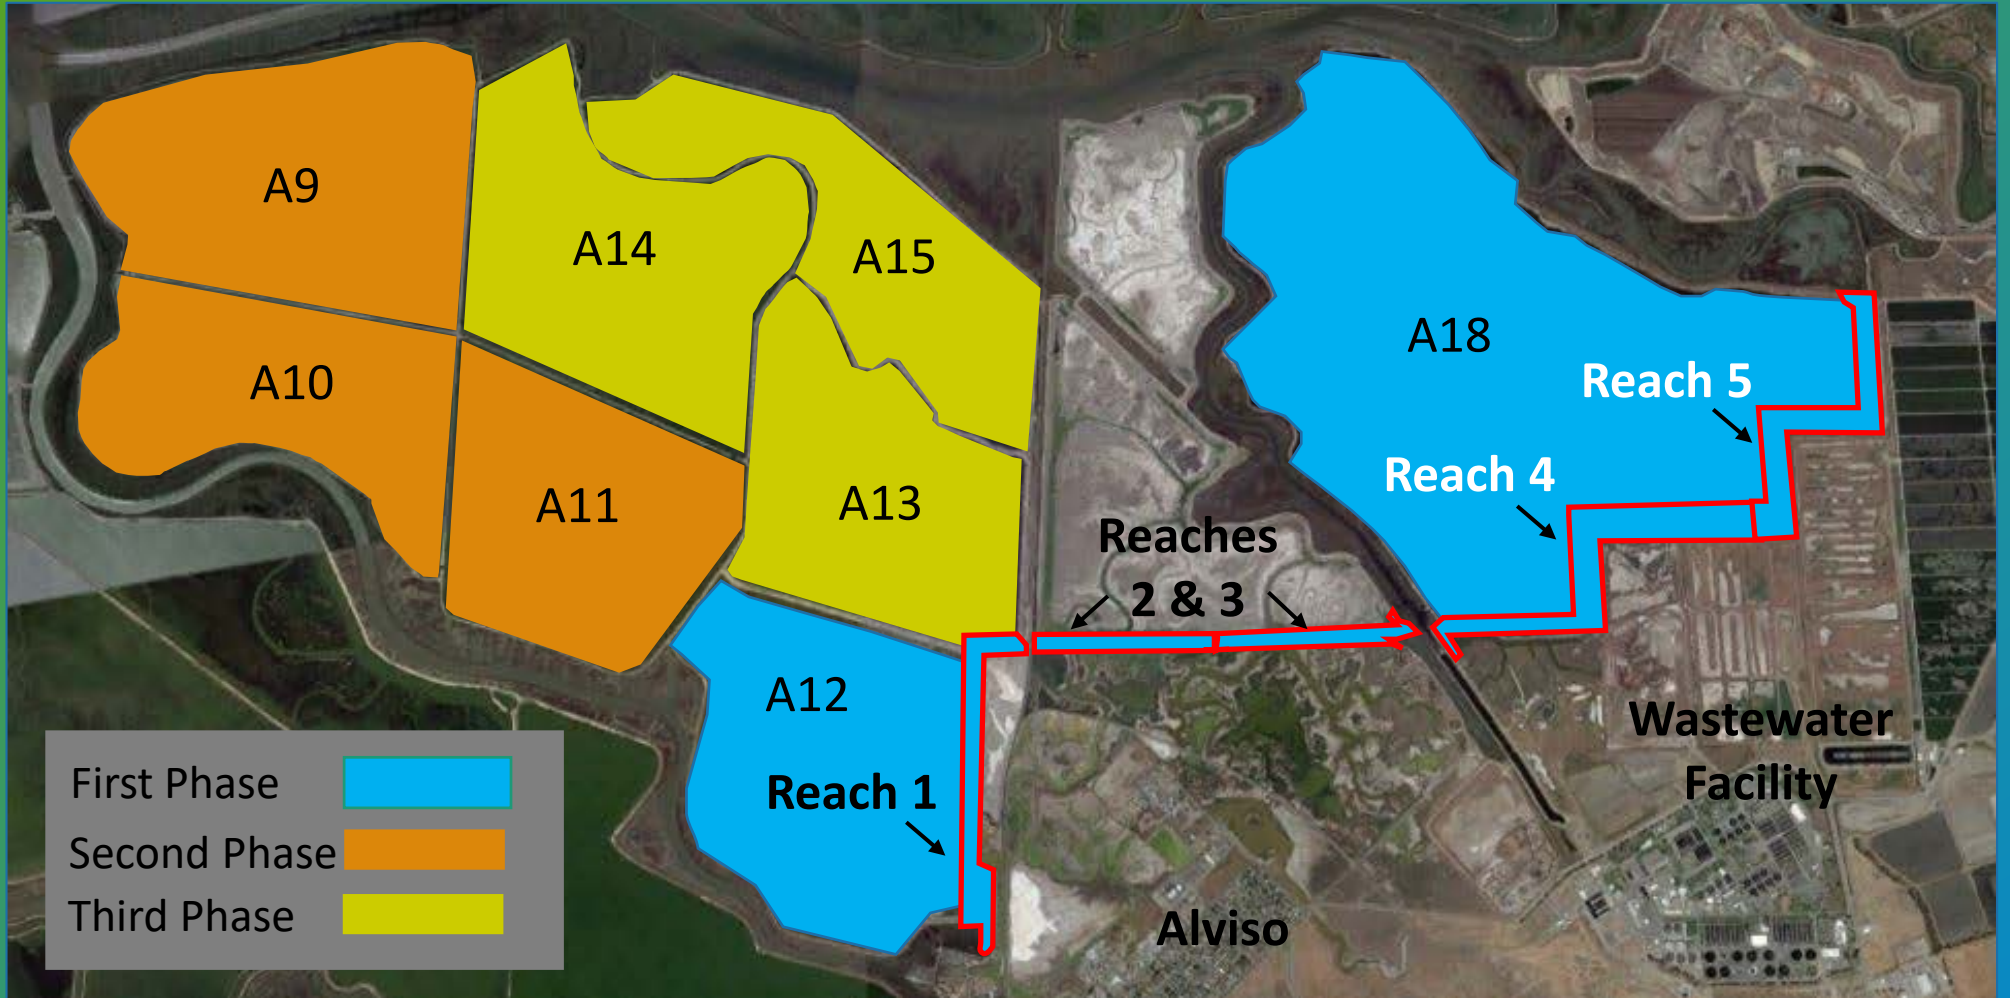 A9
A14
A15
A18
A10
Reach 5
A11
A13
Reach 4
Reaches
2 & 3
A12
Reach 1
Wastewater
Facility
Alviso
First Phase
Second Phase
Third Phase